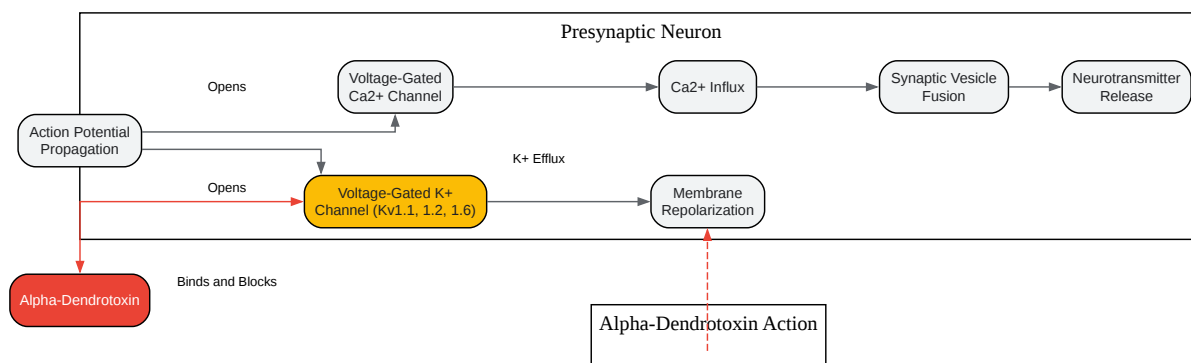 Presynaptic Neuron
Opens
Voltage-Gated
Ca2+ Channel
Ca2+ Influx
Synaptic Vesicle
Fusion
Neurotransmitter
Release
Action Potential
Propagation
K+ Efflux
Opens
Voltage-Gated K+
Channel (Kv1.1, 1.2, 1.6)
Membrane
Repolarization
Binds and Blocks
Alpha-Dendrotoxin
Alpha-Dendrotoxin Action